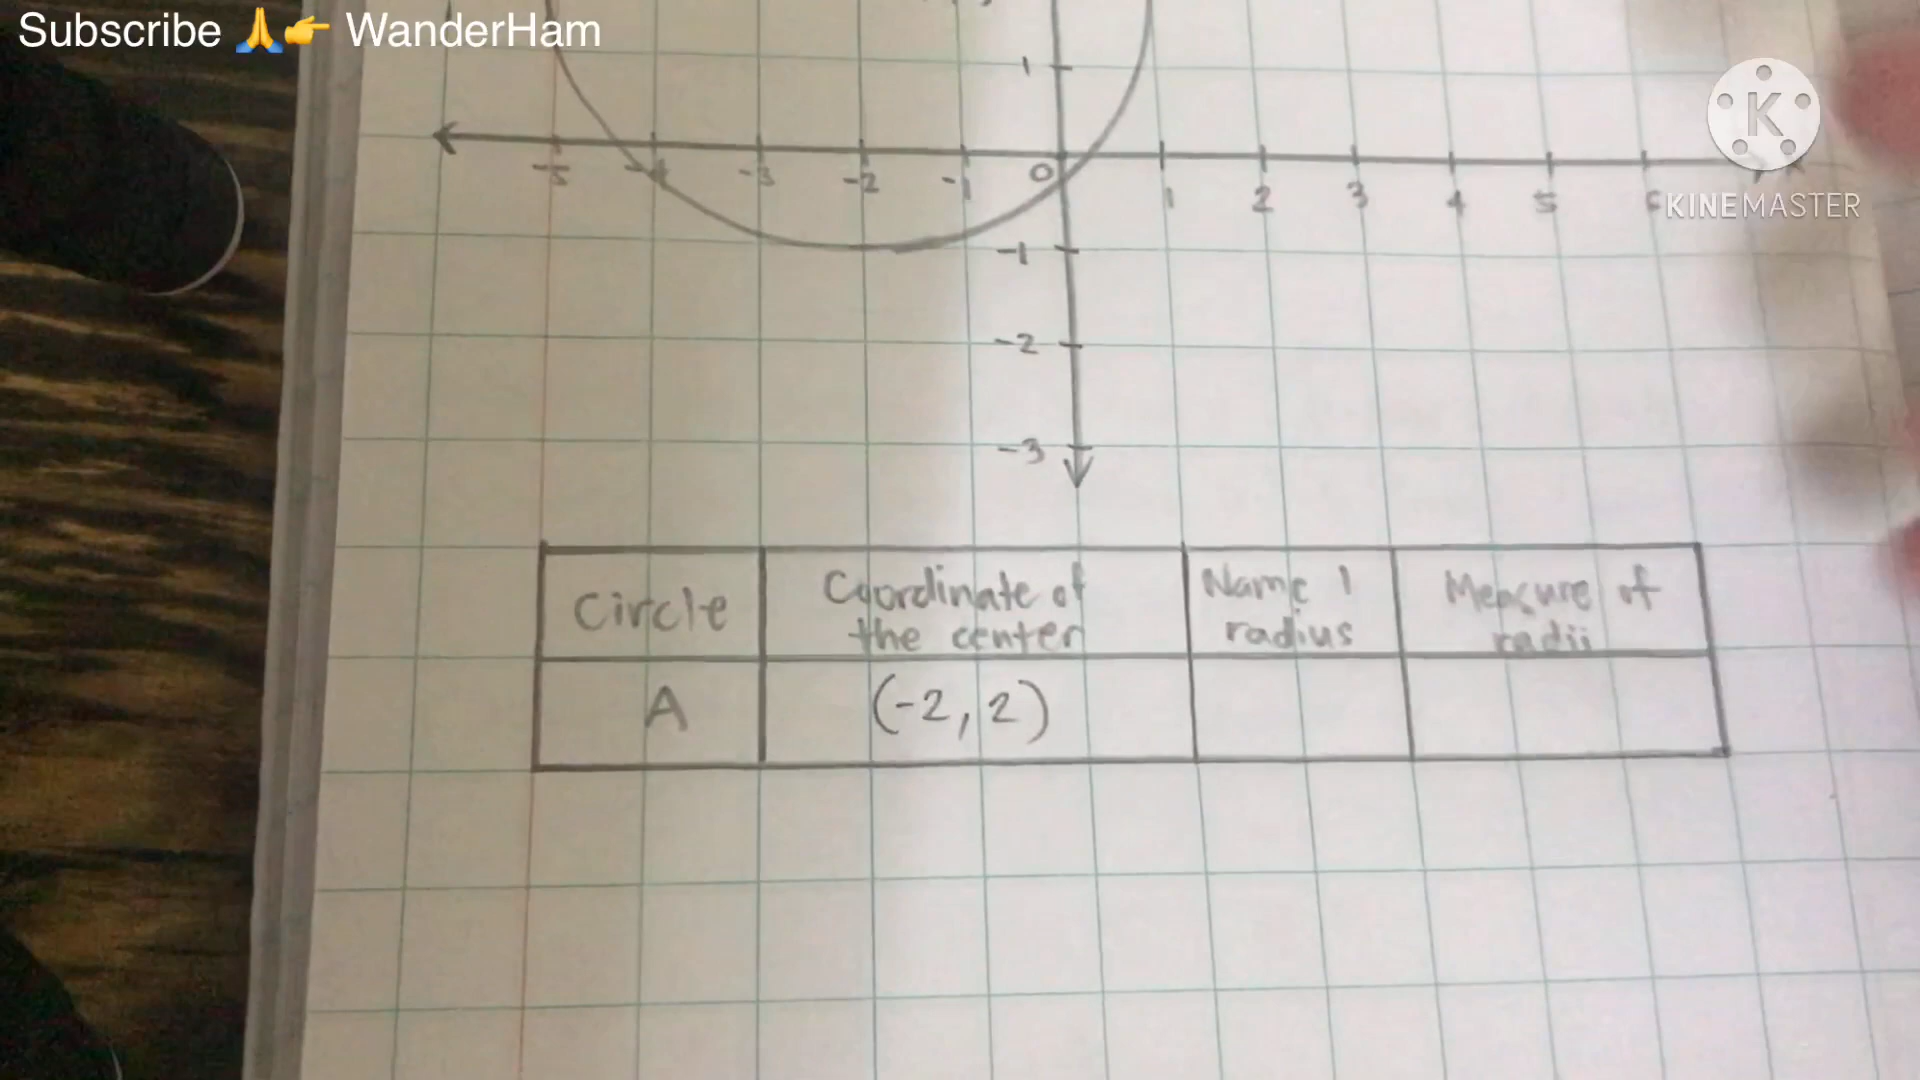 Subscribe 🙏👉 WanderHam
1
K
-5 -4 -3 -2 -1 0 1 2 3 4 5 6
KINEMASTER
-1
-2
-3
Circle
Coordinate of
the center
Name 1
radius
Measure of
radii
A
(-2, 2)